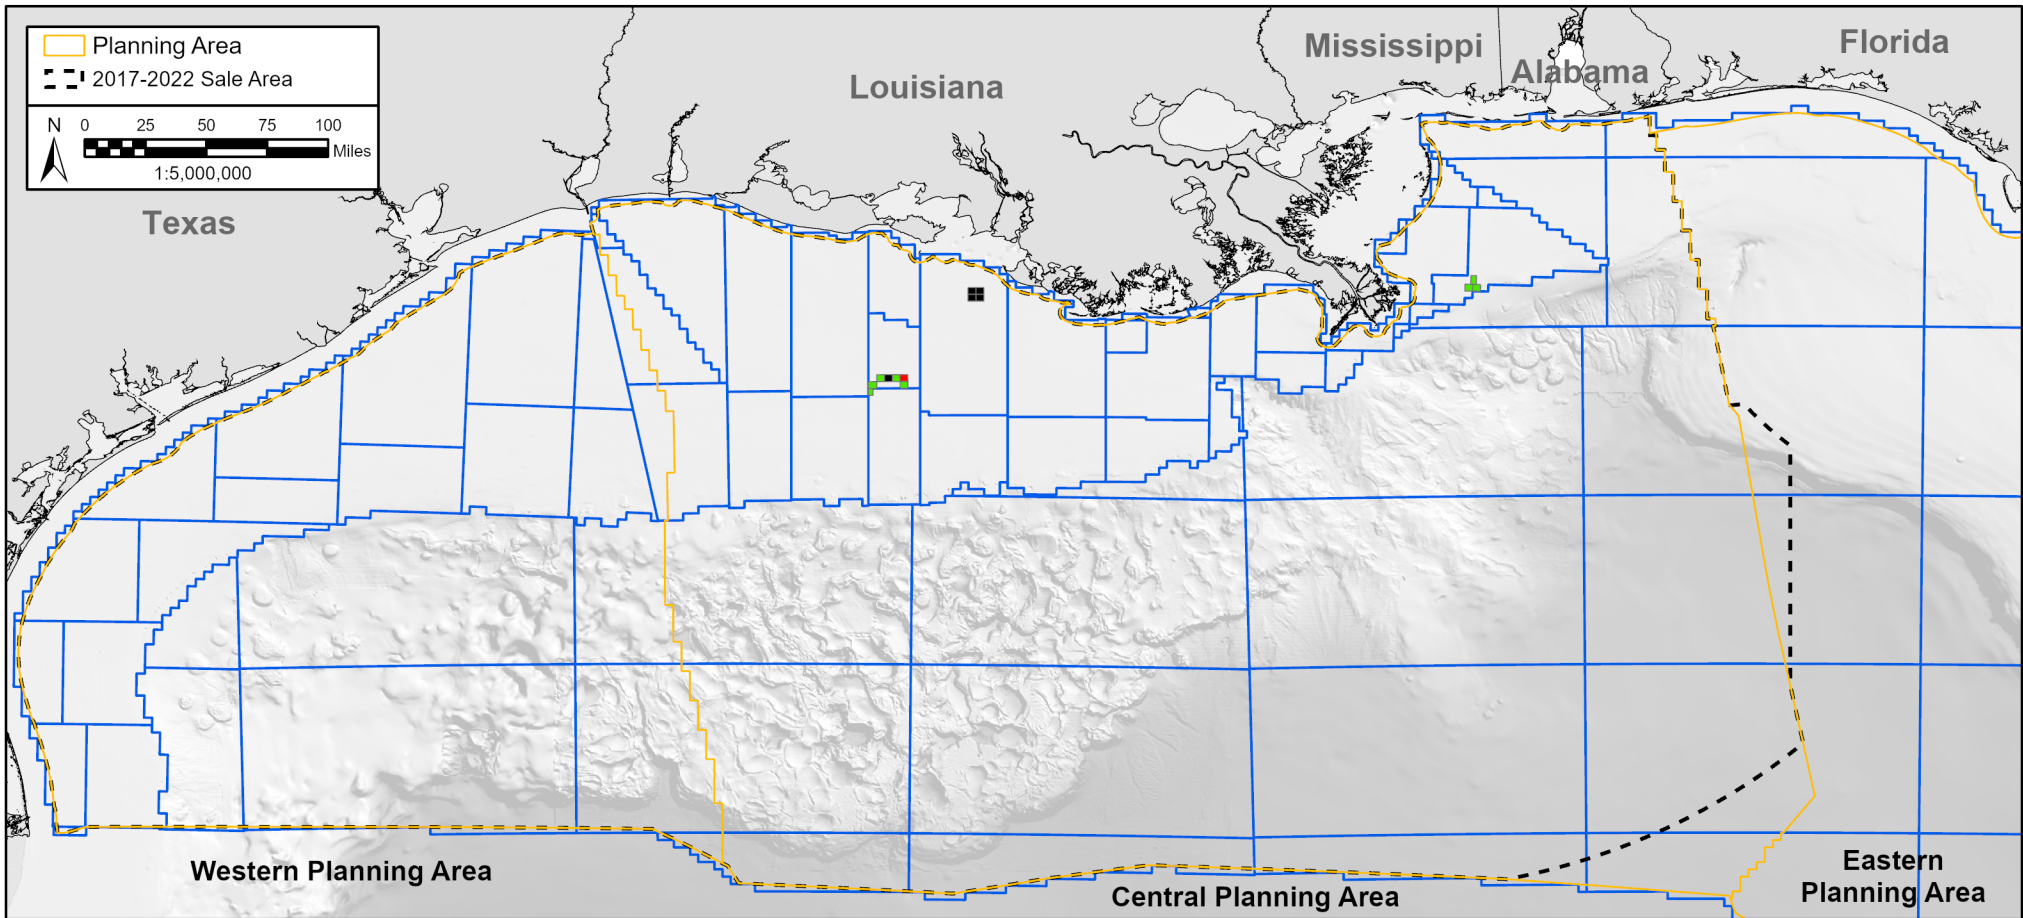 Planning Area
2017-2022 Sale Area
N
0 25 50 75 100
Miles
1:5,000,000
Texas
Louisiana
Mississippi
Alabama
Florida
Western Planning Area
Central Planning Area
Eastern
Planning Area